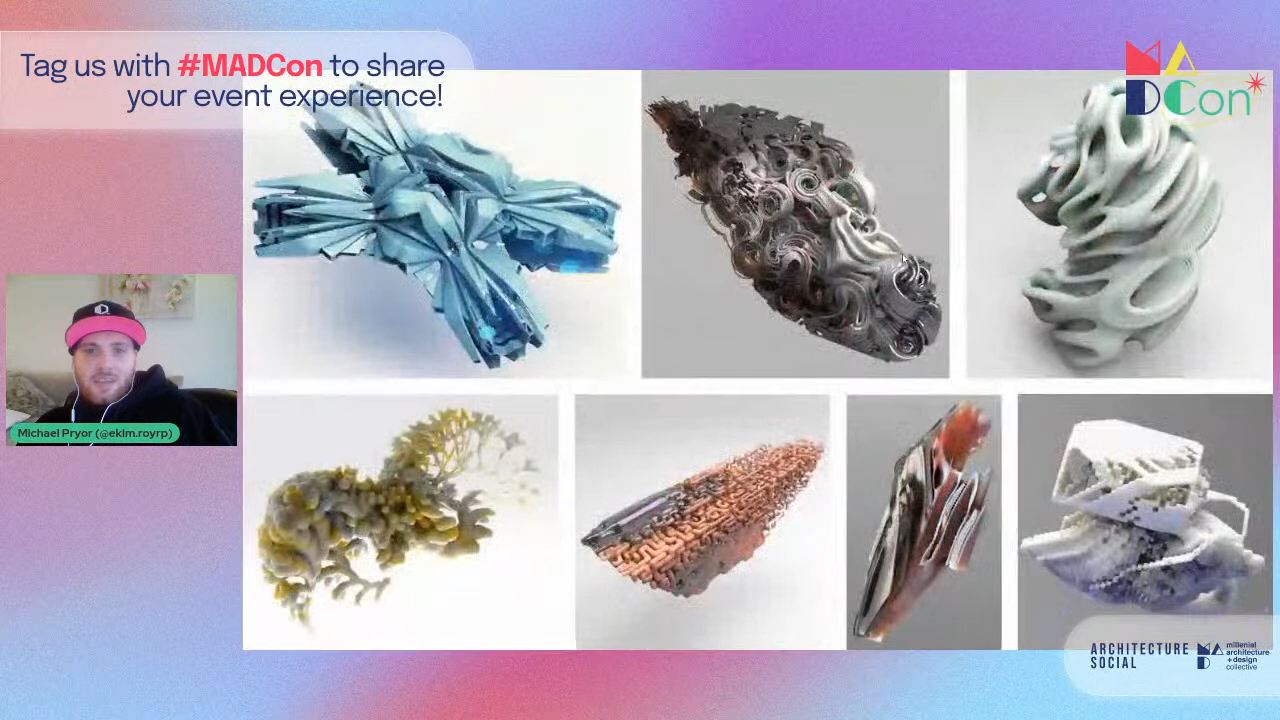 Tag us with #MADCon to share
your event experience!
MA
DCon*
Michael Pryor (@ekim.royrp)
ARCHITECTURE
SOCIAL
MAD
millenial
architecture
+ design
collective